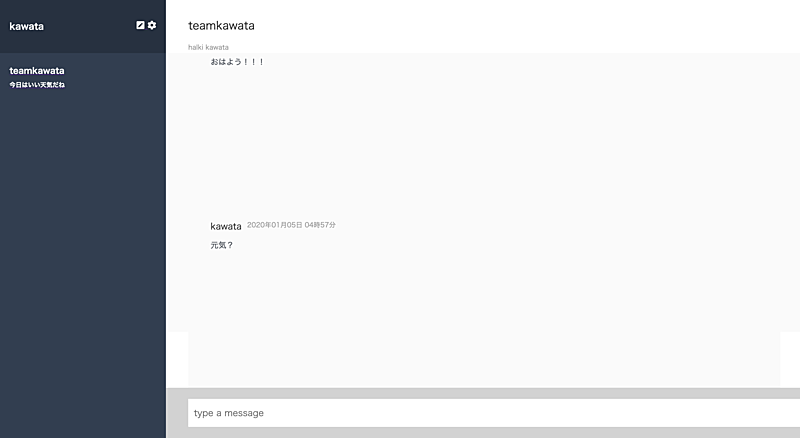 kawata
teamkawata
今日はいい天気だね
teamkawata
halki kawata
おはよう！！！
kawata 2020年01月05日 04時57分
元気？
type a message